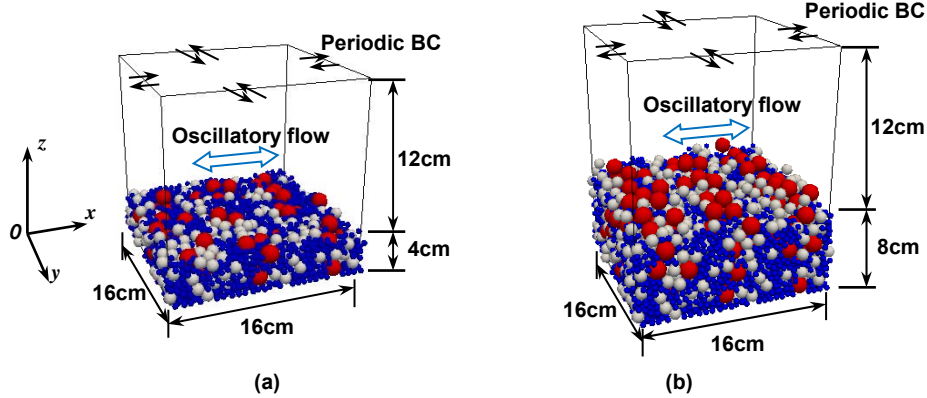 Periodic BC
Oscillatory flow
12cm
4cm
16cm
16cm
z
x
0
y
(a)
Periodic BC
Oscillatory flow
12cm
8cm
16cm
16cm
(b)